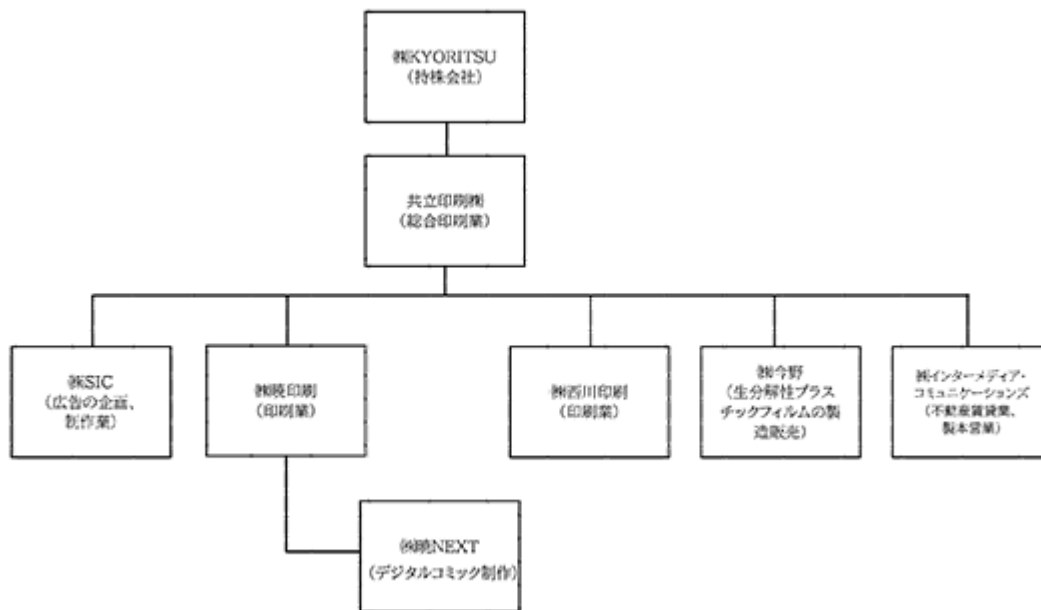 ㈱KYORITSU
(持株会社)
共立印刷㈱
(総合印刷業)
㈱SIC
(広告の企画、
制作業)
㈱暁印刷
(印刷業)
㈱西川印刷
(印刷業)
㈱今野
(生分解性プラス
チックフィルムの製
造販売)
㈱インターメディア・
コミュニケーションズ
(不動産賃貸業、
製本営業)
㈱暁NEXT
(デジタルコミック制作)